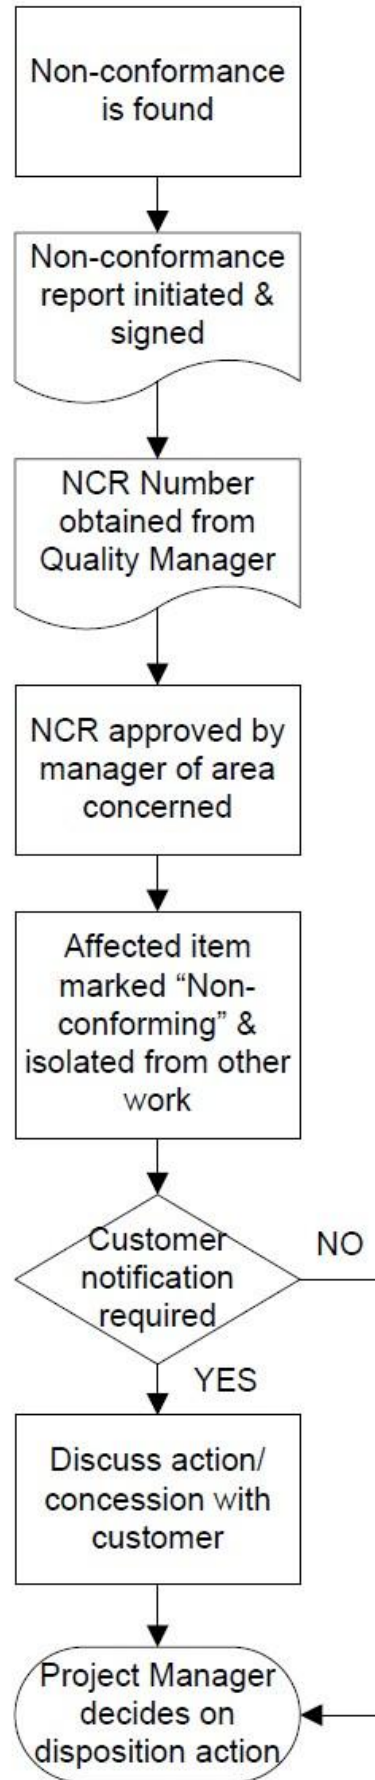 Non-conformance
is found
Non-conformance
report initiated &
signed
NCR Number
obtained from
Quality Manager
NCR approved by
manager of area
concerned
Affected item
marked “Non-
conforming” &
isolated from other
work
Customer
notification
required
NO
YES
Discuss action/
concession with
customer
Project Manager
decides on
disposition action